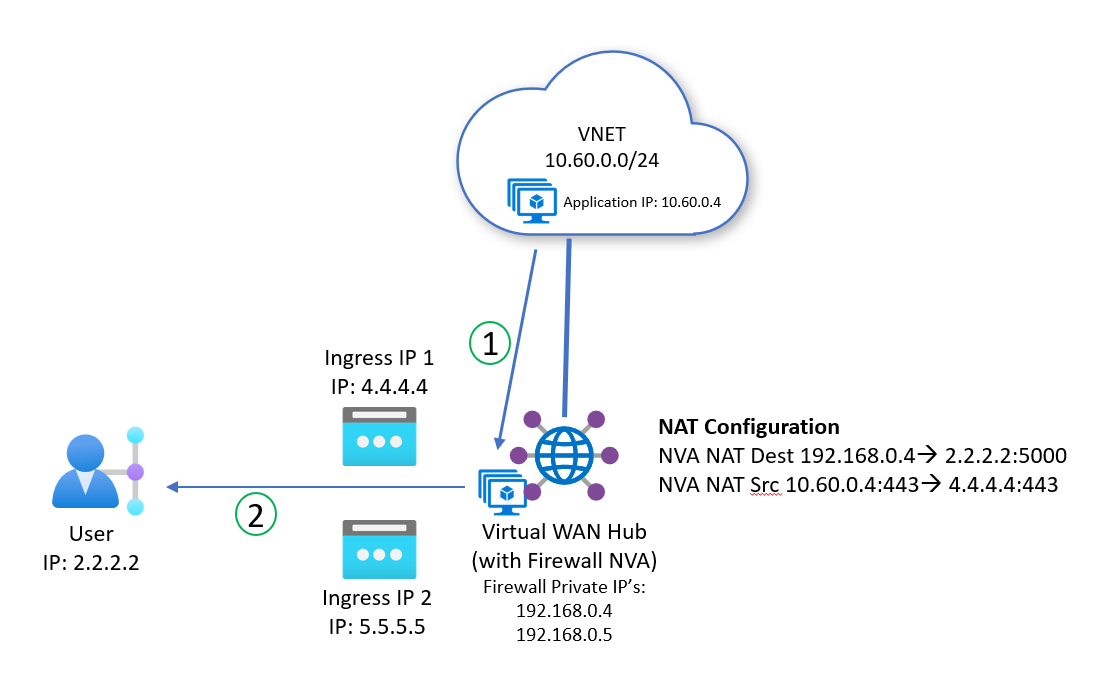 VNET
10.60.0.0/24
Application IP: 10.60.0.4
1
Ingress IP 1
IP: 4.4.4.4
NAT Configuration
NVA NAT Dest 192.168.0.4→ 2.2.2.2:5000
NVA NAT Src 10.60.0.4:443→ 4.4.4.4:443
2
User
IP: 2.2.2.2
Virtual WAN Hub
(with Firewall NVA)
Firewall Private IP's:
192.168.0.4
192.168.0.5
Ingress IP 2
IP: 5.5.5.5